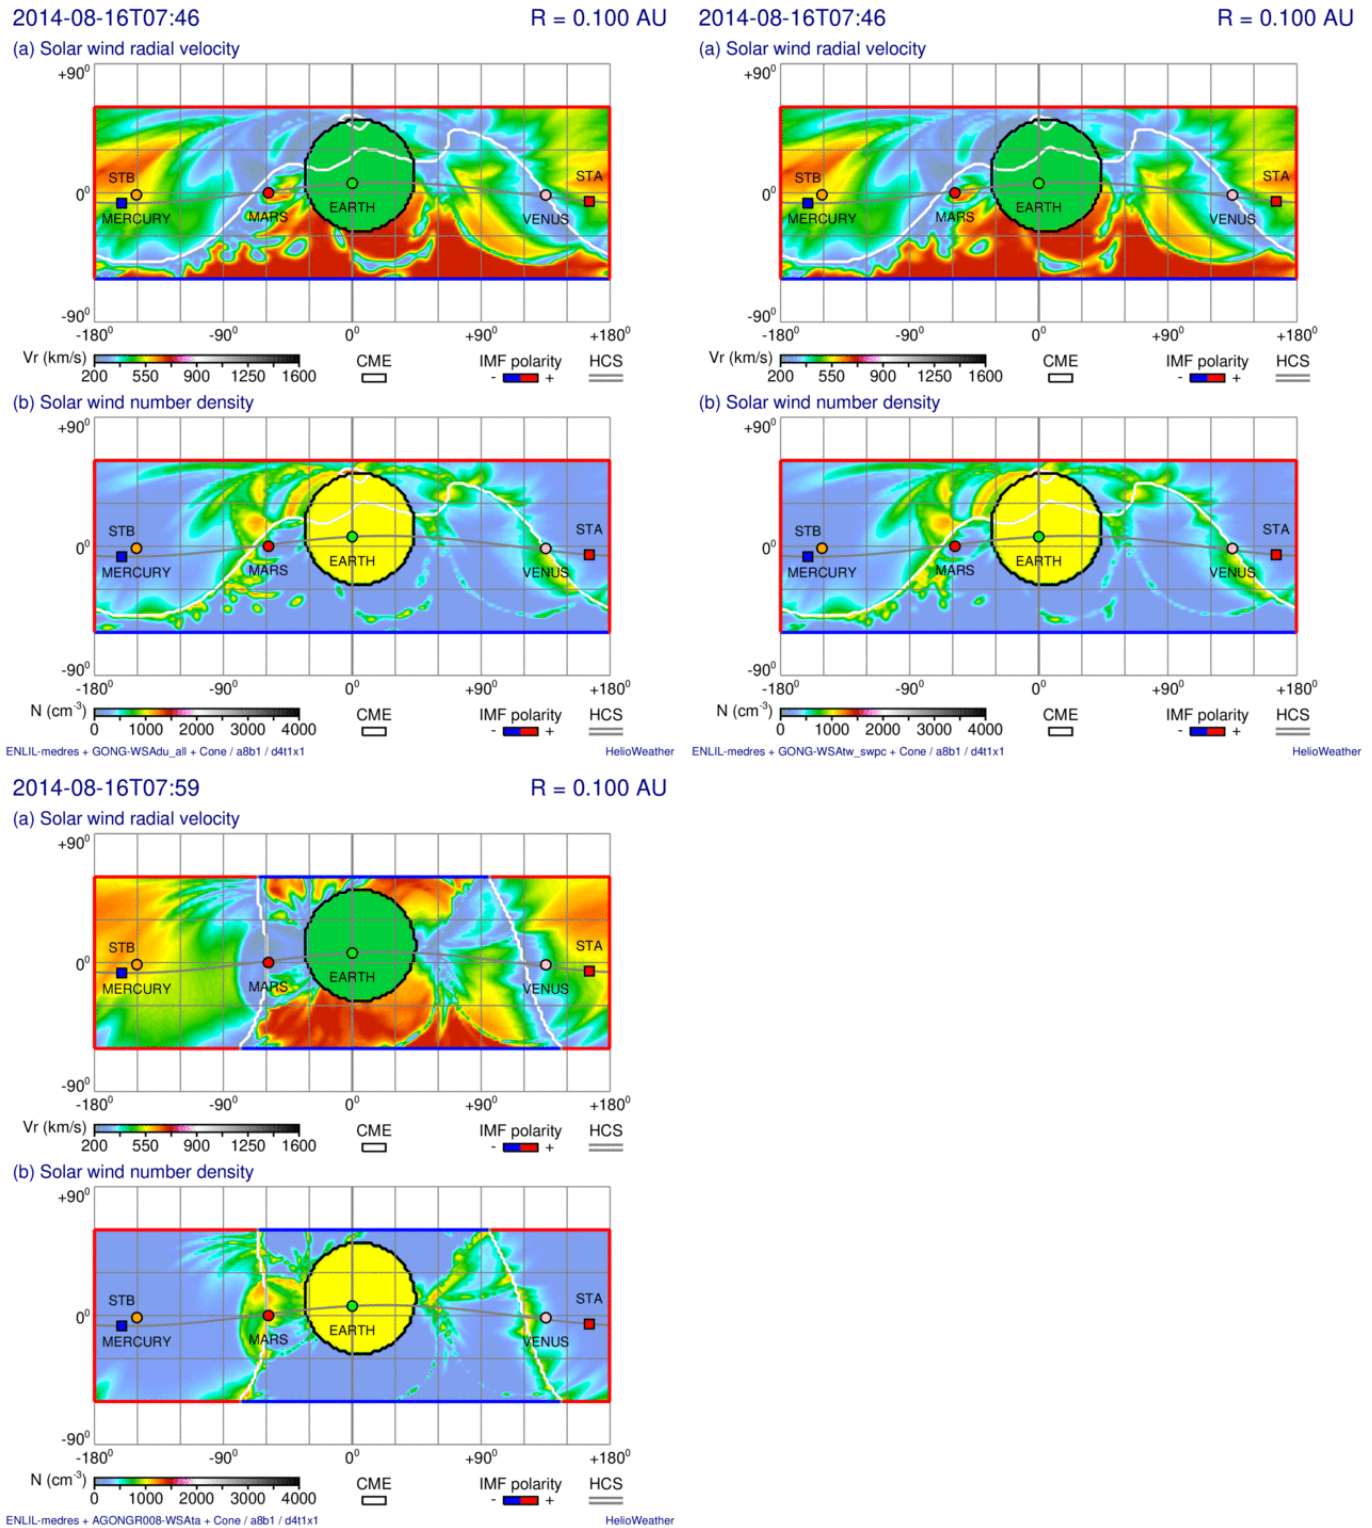 2014-08-16T07:46 R = 0.100 AU
(a) Solar wind radial velocity
+90⁰
STB STA
0⁰
MERCURY MARS EARTH VENUS
-90⁰
-180⁰ -90⁰ 0⁰ +90⁰ +180⁰
Vr (km/s) CME IMF polarity HCS
200 550 900 1250 1600 - +
(b) Solar wind number density
+90⁰
STB STA
0⁰
MERCURY MARS EARTH VENUS
-90⁰
-180⁰ -90⁰ 0⁰ +90⁰ +180⁰
N (cm⁻³) CME IMF polarity HCS
0 1000 2000 3000 4000 - +
ENLIL-medres + GONG-WSAdu_all + Cone / a8b1 / d4t1x1 HelioWeather
2014-08-16T07:46 R = 0.100 AU
(a) Solar wind radial velocity
+90⁰
STB STA
0⁰
MERCURY MARS EARTH VENUS
-90⁰
-180⁰ -90⁰ 0⁰ +90⁰ +180⁰
Vr (km/s) CME IMF polarity HCS
200 550 900 1250 1600 - +
(b) Solar wind number density
+90⁰
STB STA
0⁰
MERCURY MARS EARTH VENUS
-90⁰
-180⁰ -90⁰ 0⁰ +90⁰ +180⁰
N (cm⁻³) CME IMF polarity HCS
0 1000 2000 3000 4000 - +
ENLIL-medres + GONG-WSAtw_swpc + Cone / a8b1 / d4t1x1 HelioWeather
2014-08-16T07:59 R = 0.100 AU
(a) Solar wind radial velocity
+90⁰
STB STA
0⁰
MERCURY MARS EARTH VENUS
-90⁰
-180⁰ -90⁰ 0⁰ +90⁰ +180⁰
Vr (km/s) CME IMF polarity HCS
200 550 900 1250 1600 - +
(b) Solar wind number density
+90⁰
STB STA
0⁰
MERCURY MARS EARTH VENUS
-90⁰
-180⁰ -90⁰ 0⁰ +90⁰ +180⁰
N (cm⁻³) CME IMF polarity HCS
0 1000 2000 3000 4000 - +
ENLIL-medres + AGONGR008-WSAta + Cone / a8b1 / d4t1x1 HelioWeather